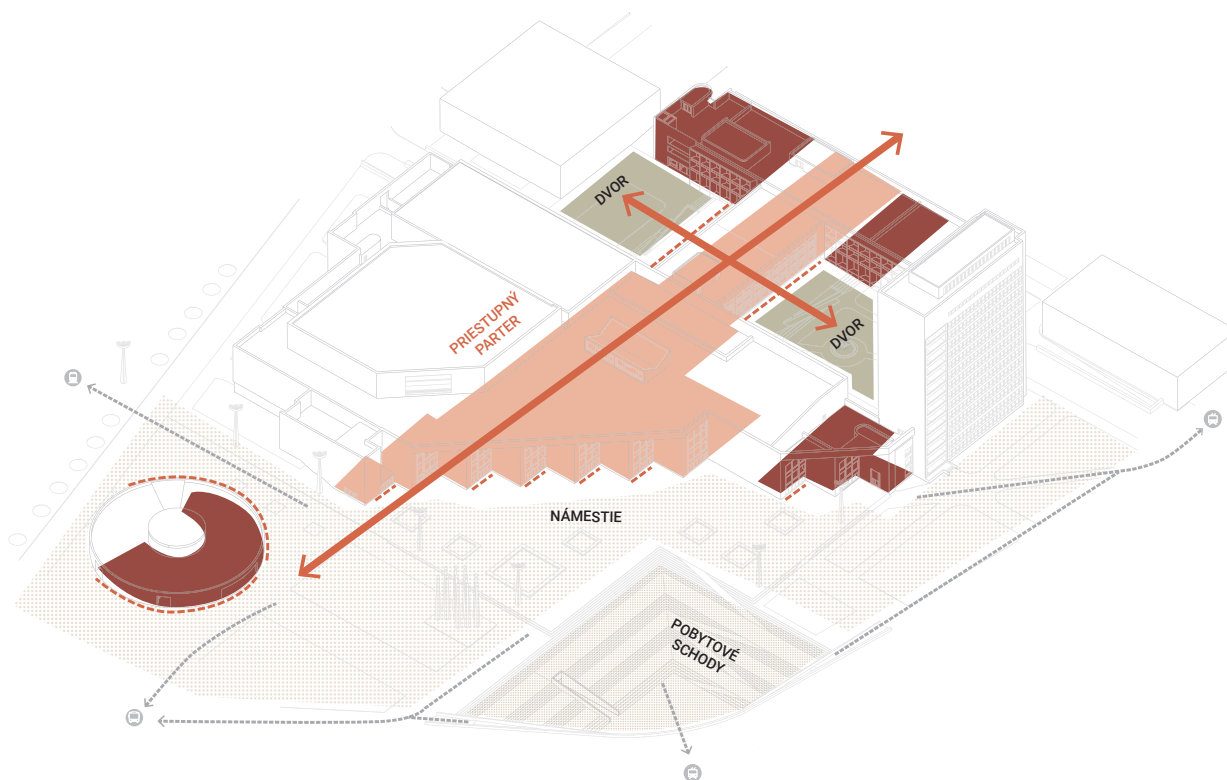 DVOR
PRIESTUPNÝ
PARTER
DVOR
NÁMESTIE
POBYTOVÉ
SCHODY